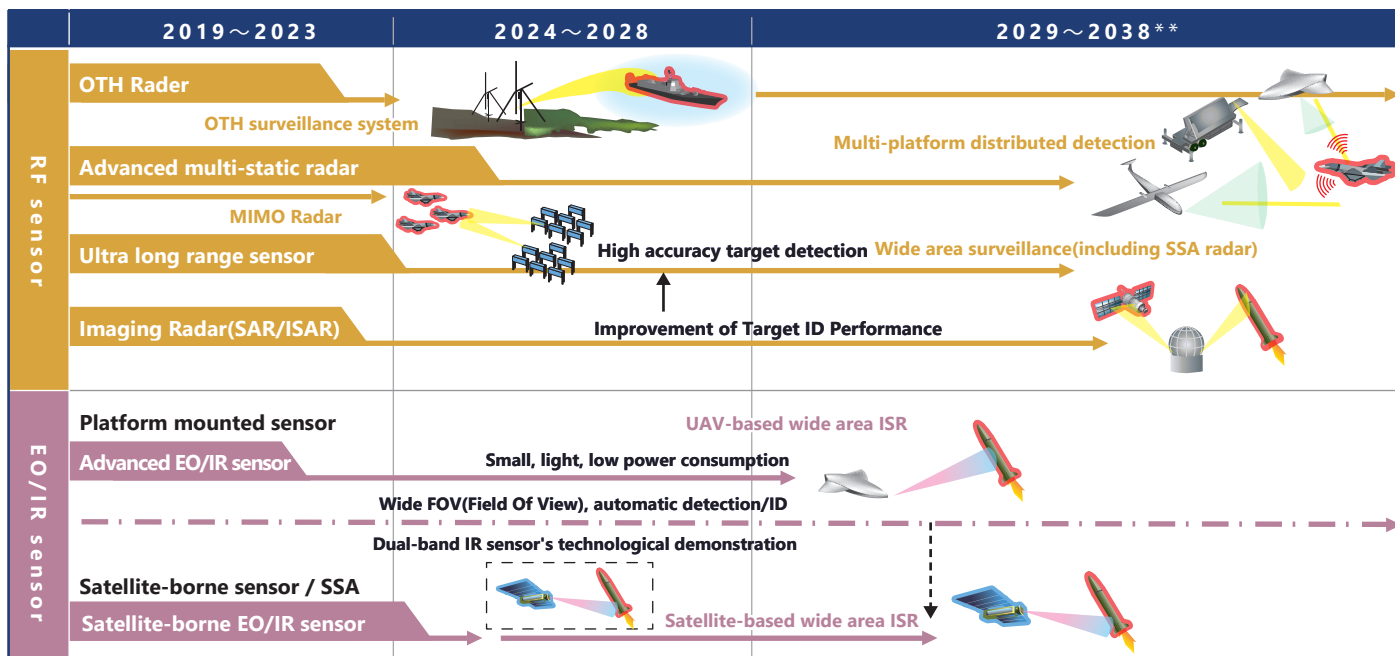 2019～2023
2024～2028
2029～2038**
RF sensor
OTH Rader
OTH surveillance system
Multi-platform distributed detection
Advanced multi-static radar
MIMO Radar
Ultra long range sensor
High accuracy target detection
Wide area surveillance(including SSA radar)
Imaging Radar(SAR/ISAR)
Improvement of Target ID Performance
EO/IR sensor
Platform mounted sensor
UAV-based wide area ISR
Advanced EO/IR sensor
Small, light, low power consumption
Wide FOV(Field Of View), automatic detection/ID
Dual-band IR sensor's technological demonstration
Satellite-borne sensor / SSA
Satellite-borne EO/IR sensor
Satellite-based wide area ISR